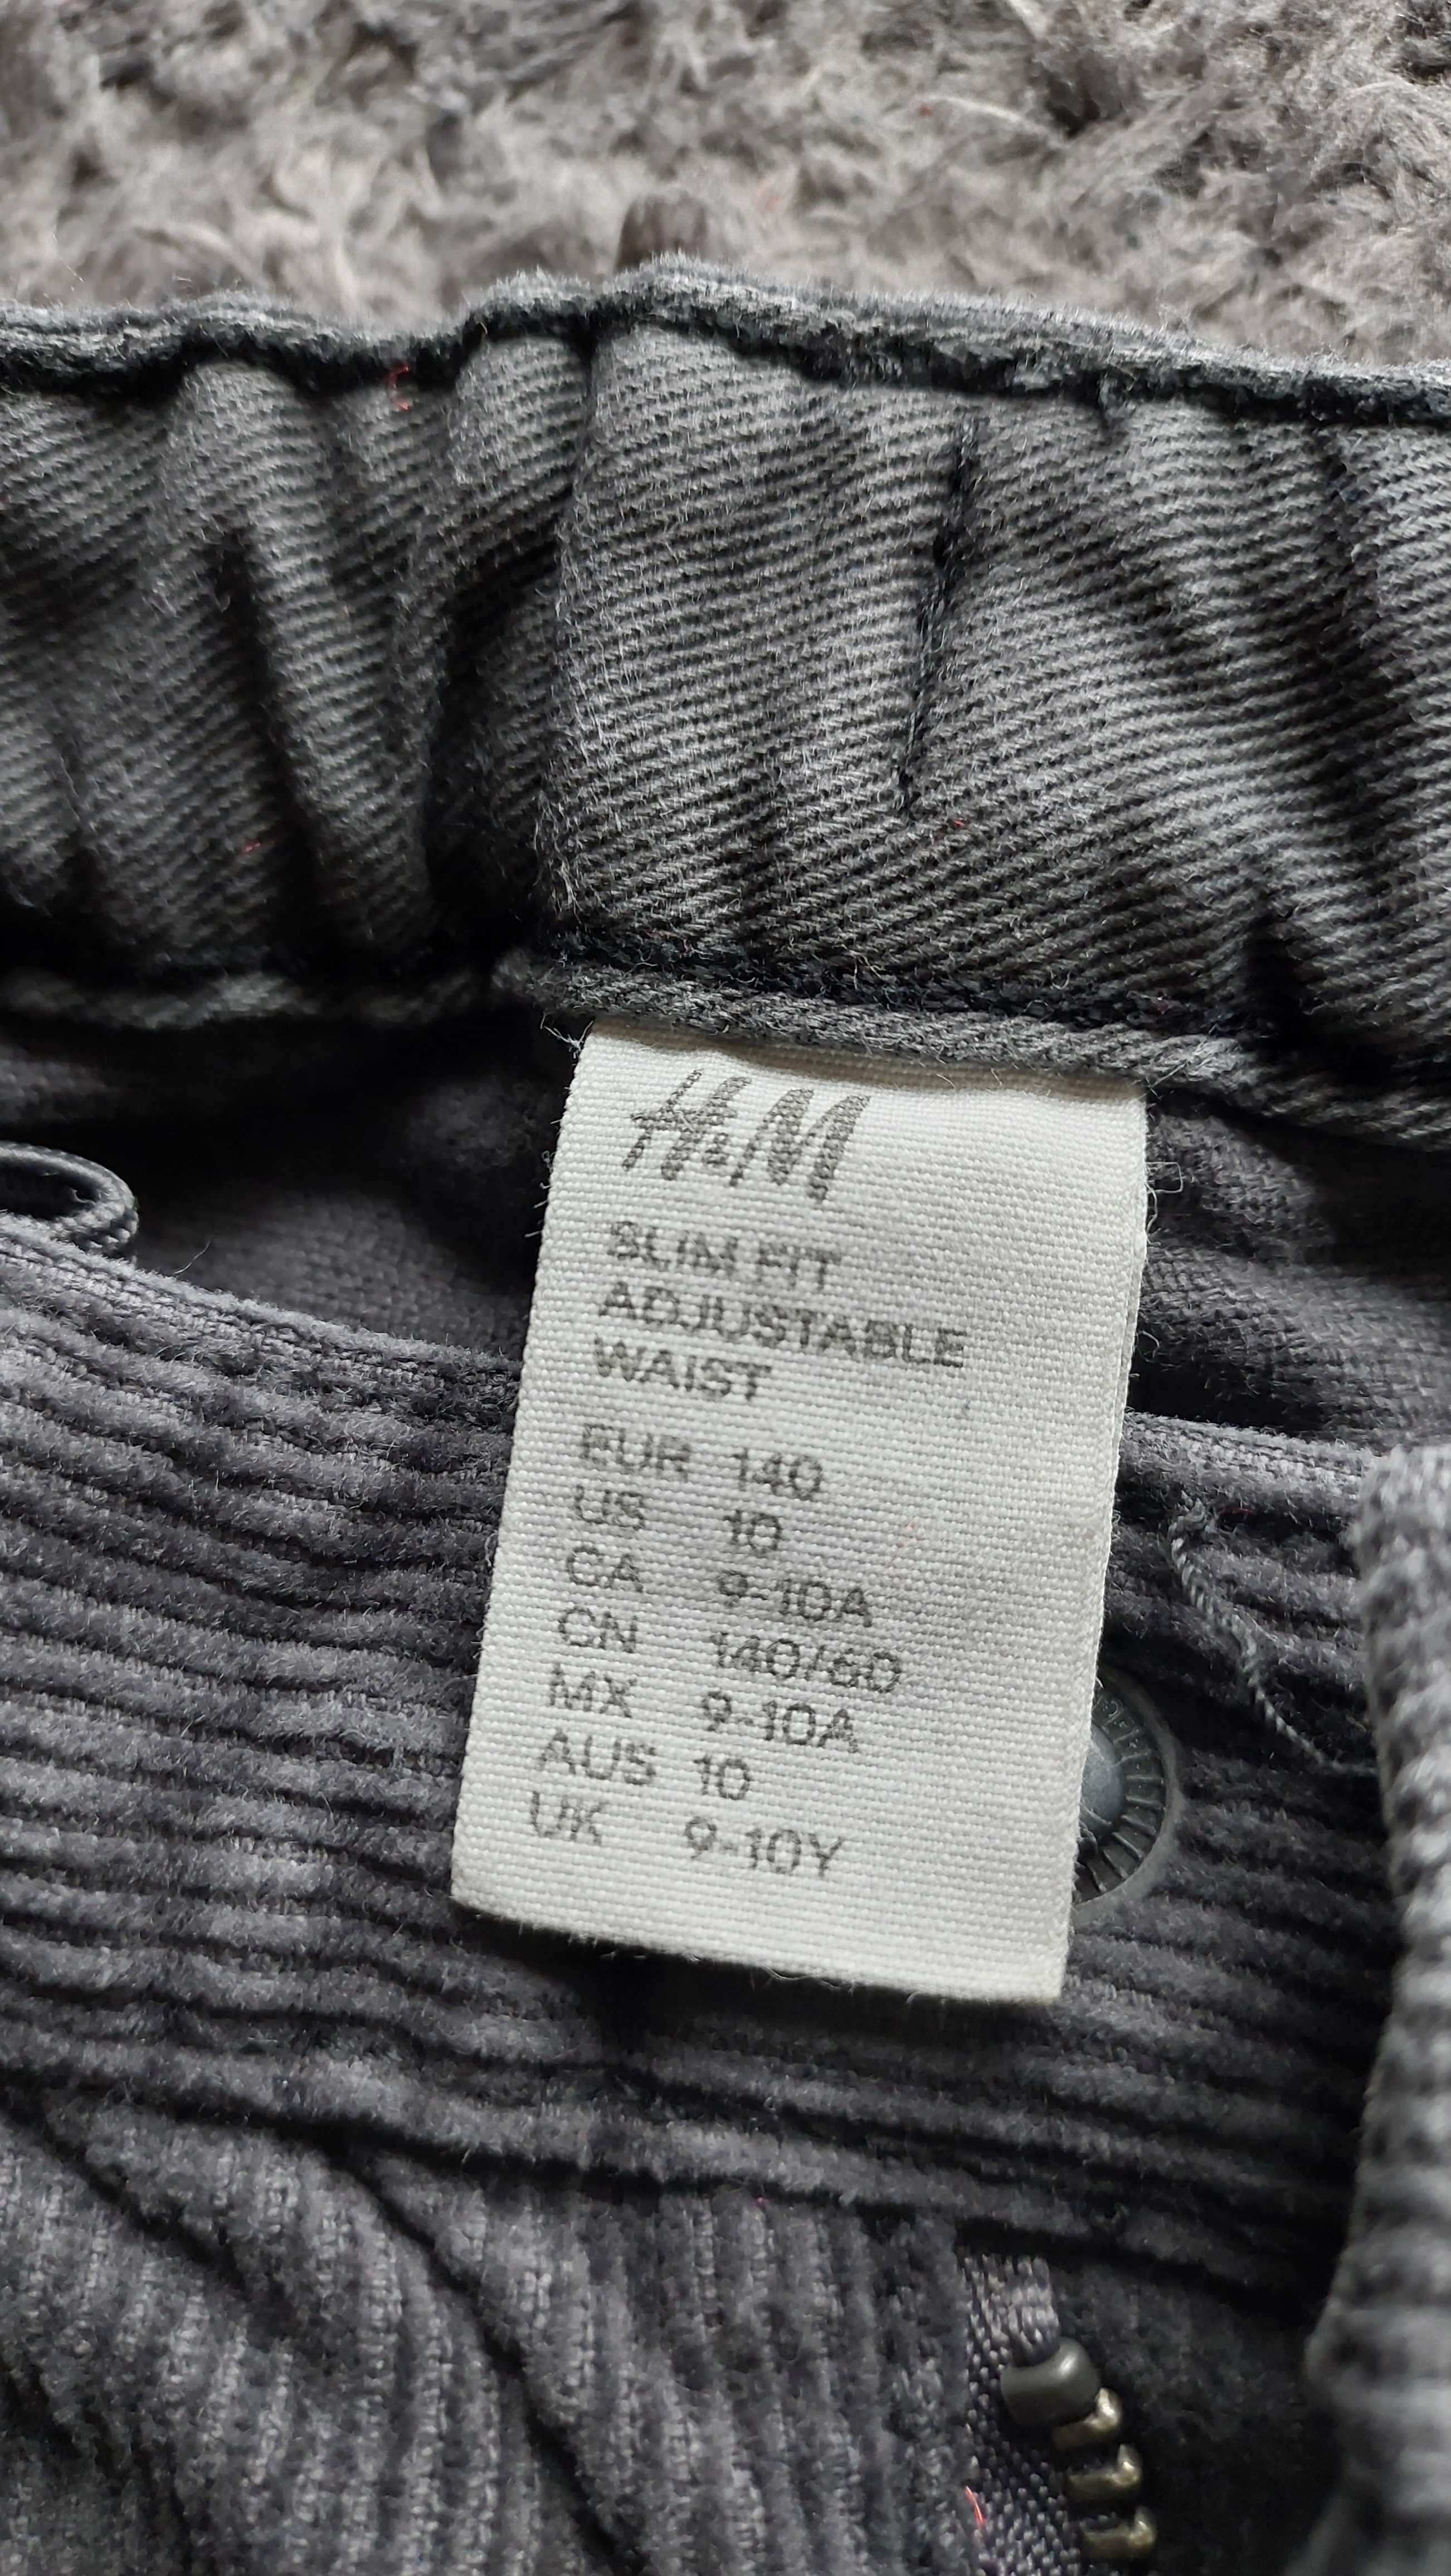 H&M
SLIM FIT
ADJUSTABLE
WAIST
EUR 140
US 10
CA 9-10A
CN 140/60
MX 9-10A
AUS 10
UK 9-10Y